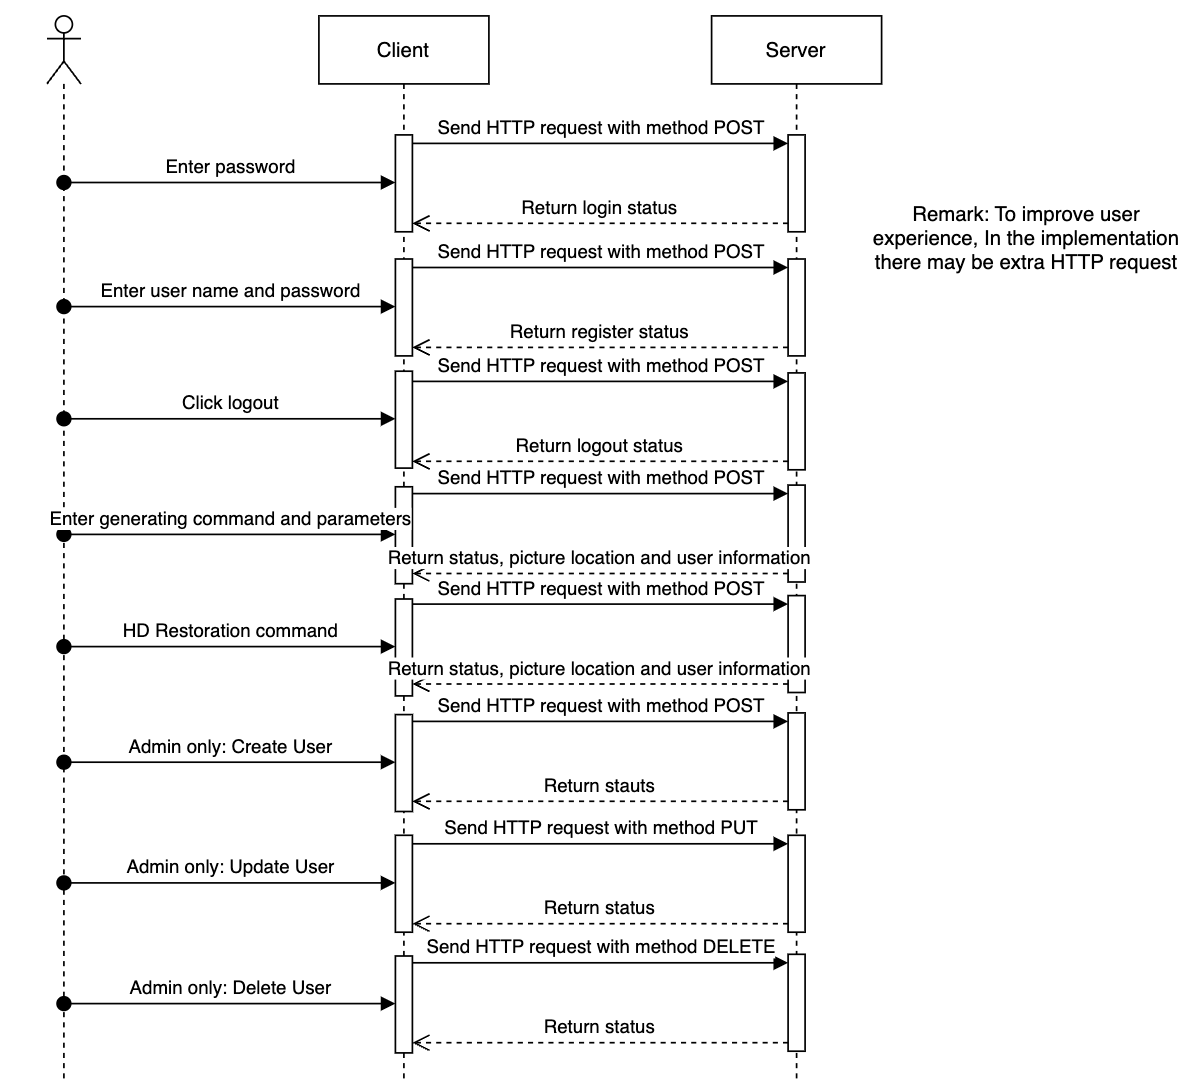 Client
Server
Send HTTP request with method POST
Enter password
Return login status
Remark: To improve user
experience, In the implementation
there may be extra HTTP request
Send HTTP request with method POST
Enter user name and password
Return register status
Send HTTP request with method POST
Click logout
Return logout status
Send HTTP request with method POST
Enter generating command and parameters
Return status, picture location and user information
Send HTTP request with method POST
HD Restoration command
Return status, picture location and user information
Send HTTP request with method POST
Admin only: Create User
Return stauts
Send HTTP request with method PUT
Admin only: Update User
Return status
Send HTTP request with method DELETE
Admin only: Delete User
Return status